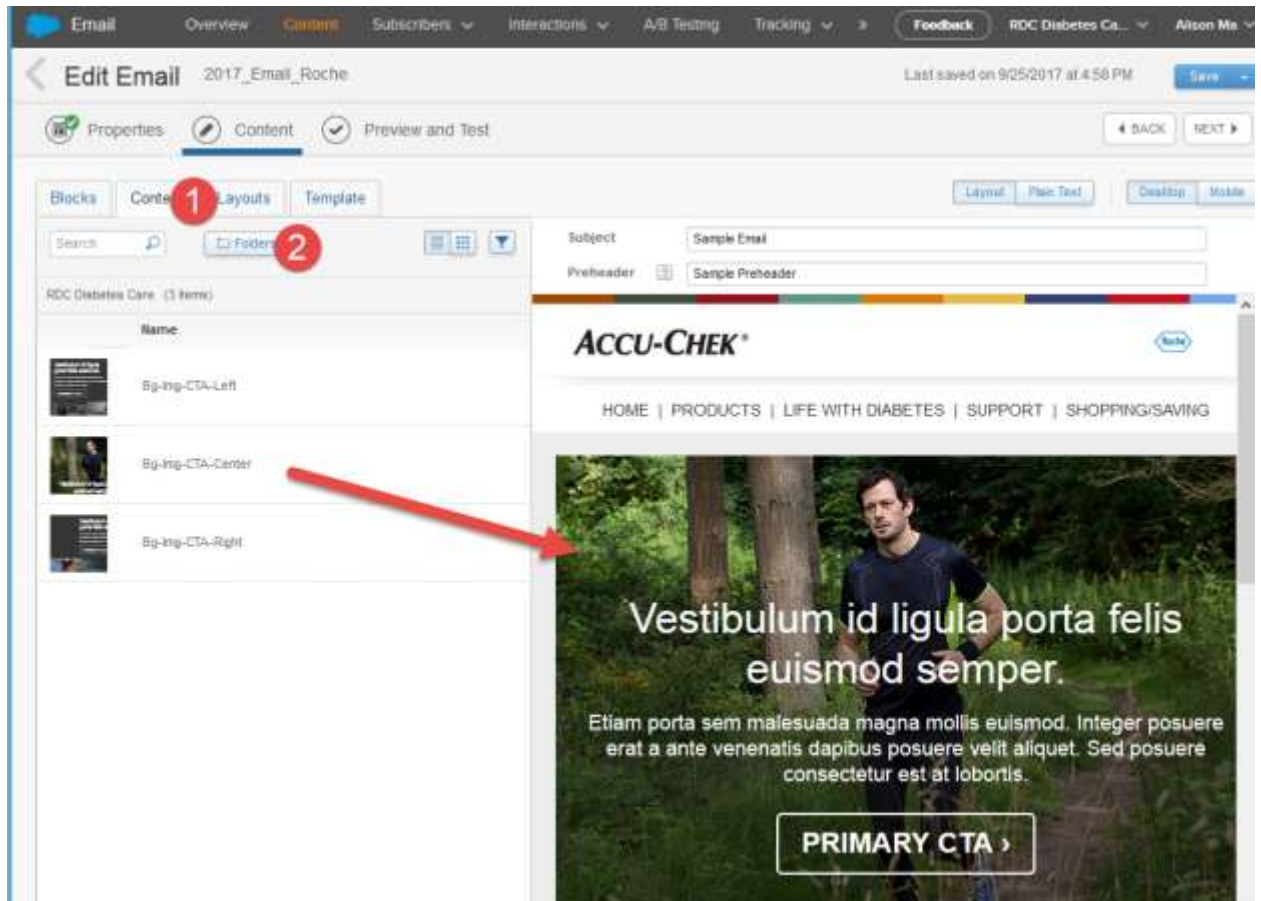 Email Overview Content Subscribers Interactions A/B Testing Tracking » Feedback RDC Diabetes Ca... Alison Ma
Edit Email 2017_Email_Roche Last saved on 9/25/2017 at 4:58 PM Save
Properties Content Preview and Test BACK NEXT
Blocks Conte 1 Layouts Template Layout Plain Text Desktop Mobile
Search Folders 2
Subject Sample Email
Preheader Sample Preheader
RDC Diabetes Care (3 items)
Name
Bg-Img-CTA-Left
Bg-Img-CTA-Center
Bg-Img-CTA-Right
ACCU-CHEK®
Roche
HOME | PRODUCTS | LIFE WITH DIABETES | SUPPORT | SHOPPING/SAVING
Vestibulum id ligula porta felis
euismod semper.
Etiam porta sem malesuada magna mollis euismod. Integer posuere
erat a ante venenatis dapibus posuere velit aliquet. Sed posuere
consectetur est at lobortis.
PRIMARY CTA ›